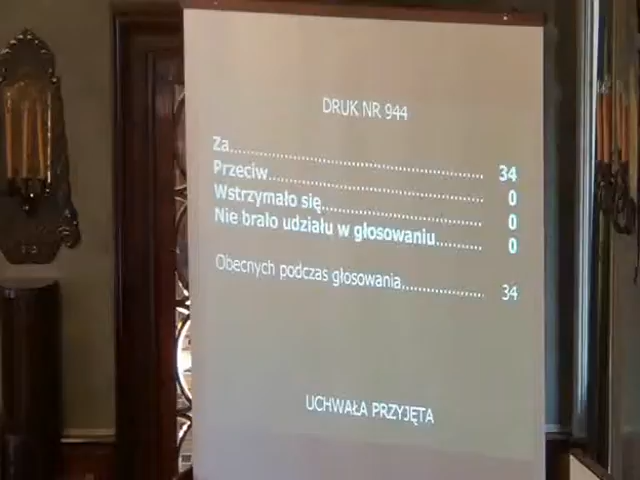 DRUK NR 944
Za.................................................. 34
Przeciw........................................... 0
Wstrzymało się................................ 0
Nie brało udziału w głosowaniu.......... 0
Obecnych podczas głosowania................. 34
UCHWAŁA PRZYJĘTA